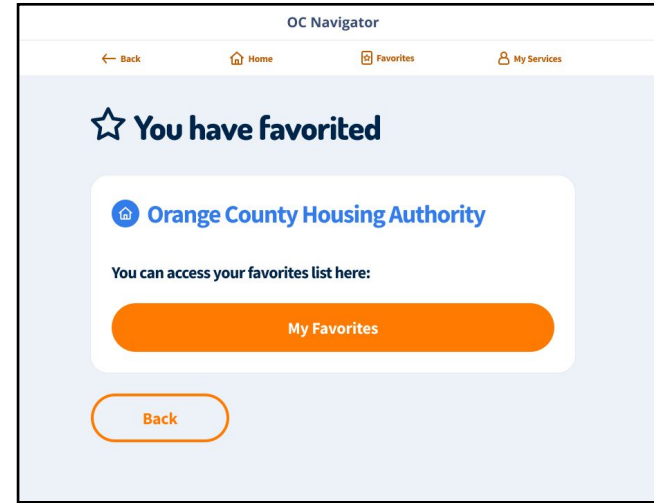 OC Navigator
Back Home Favorites My Services
You have favorited
Orange County Housing Authority
You can access your favorites list here:
My Favorites
Back